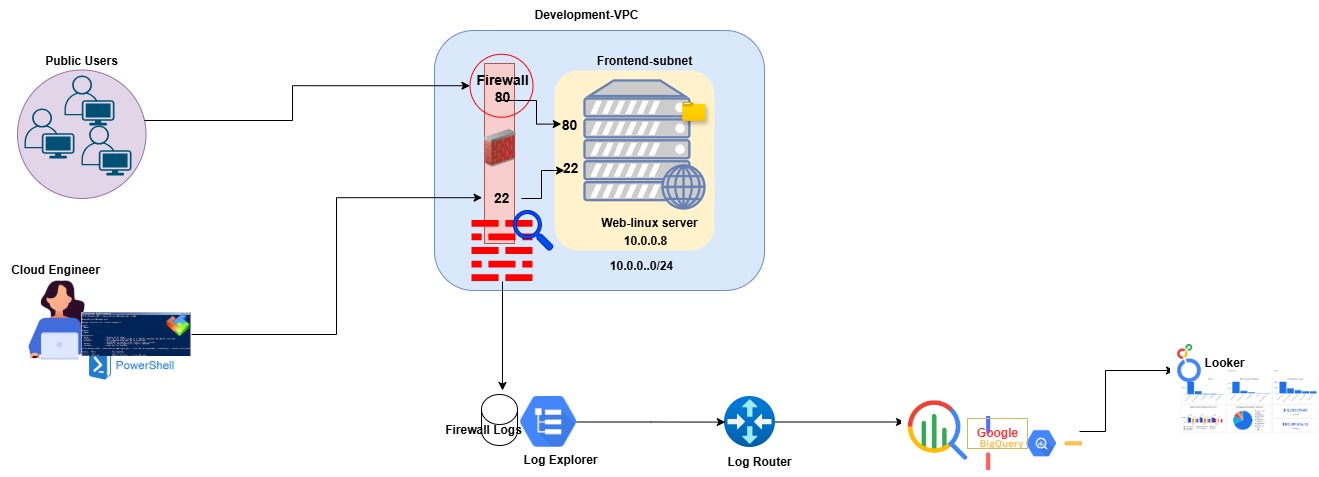 Development-VPC
Public Users
Frontend-subnet
Firewall
80
80
22
22
Web-linux server
10.0.0.8
10.0.0..0/24
Cloud Engineer
PowerShell
Looker
Firewall Logs
Log Explorer
Log Router
Google
BigQuery